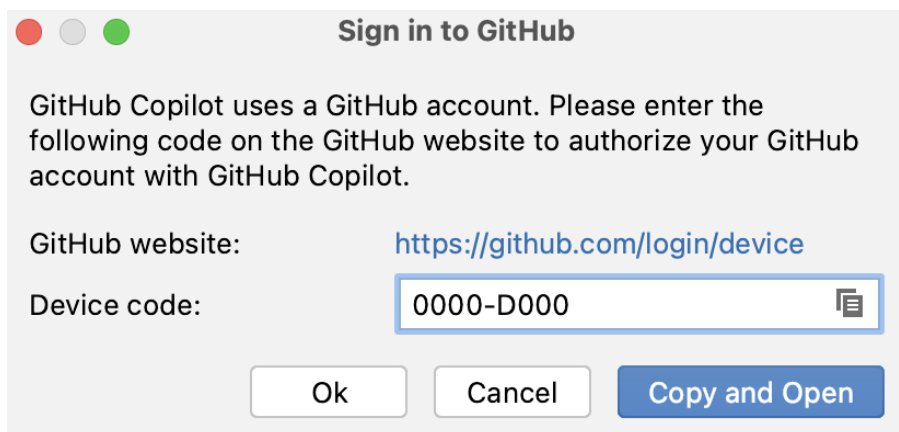 Sign in to GitHub
GitHub Copilot uses a GitHub account. Please enter the
following code on the GitHub website to authorize your GitHub
account with GitHub Copilot.
GitHub website: https://github.com/login/device
Device code: 0000-D000
Ok Cancel Copy and Open